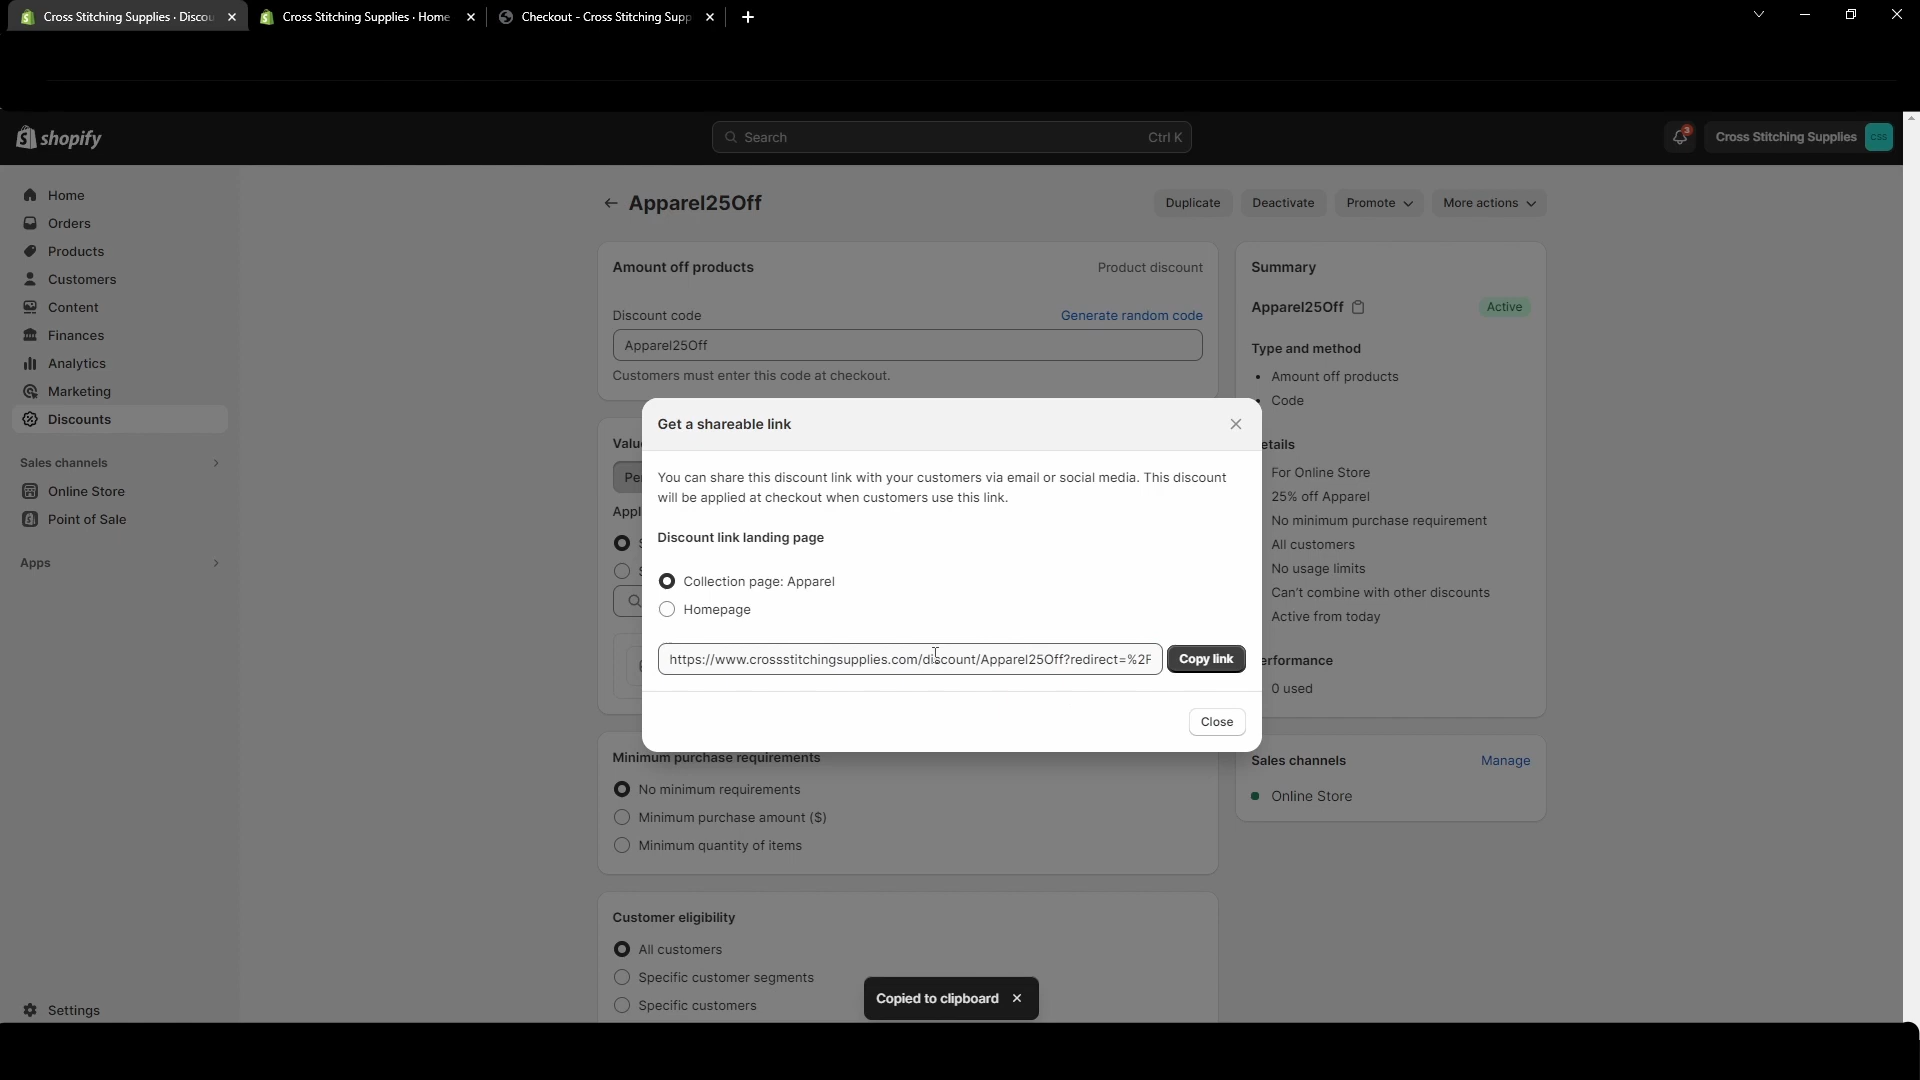 Cross Stitching Supplies · Discou
Cross Stitching Supplies · Home
Checkout - Cross Stitching Supp
shopify
Search
Ctrl K
3
Cross Stitching Supplies
CSS
Home
Orders
Products
Customers
Content
Finances
Analytics
Marketing
Discounts
Sales channels
Online Store
Point of Sale
Apps
Settings
Apparel25Off
Duplicate
Deactivate
Promote
More actions
Amount off products
Product discount
Discount code
Generate random code
Apparel25Off
Customers must enter this code at checkout.
Valu
Pe
Appl
Get a shareable link
You can share this discount link with your customers via email or social media. This discount
will be applied at checkout when customers use this link.
Discount link landing page
Collection page: Apparel
Homepage
https://www.crossstitchingsupplies.com/discount/Apparel25Off?redirect=%2F
Copy link
Close
Minimum purchase requirements
No minimum requirements
Minimum purchase amount ($)
Minimum quantity of items
Customer eligibility
All customers
Specific customer segments
Specific customers
Summary
Apparel25Off
Active
Type and method
• Amount off products
• Code
etails
For Online Store
25% off Apparel
No minimum purchase requirement
All customers
No usage limits
Can't combine with other discounts
Active from today
erformance
0 used
Sales channels
Manage
Online Store
Copied to clipboard